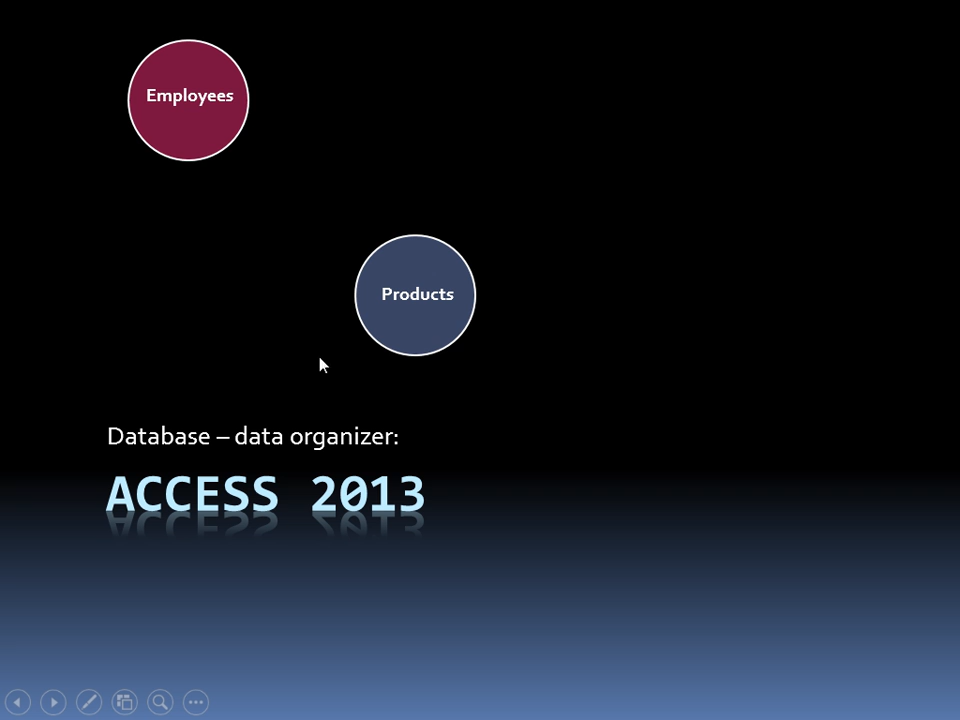 Employees
Products
Database – data organizer:
ACCESS 2013